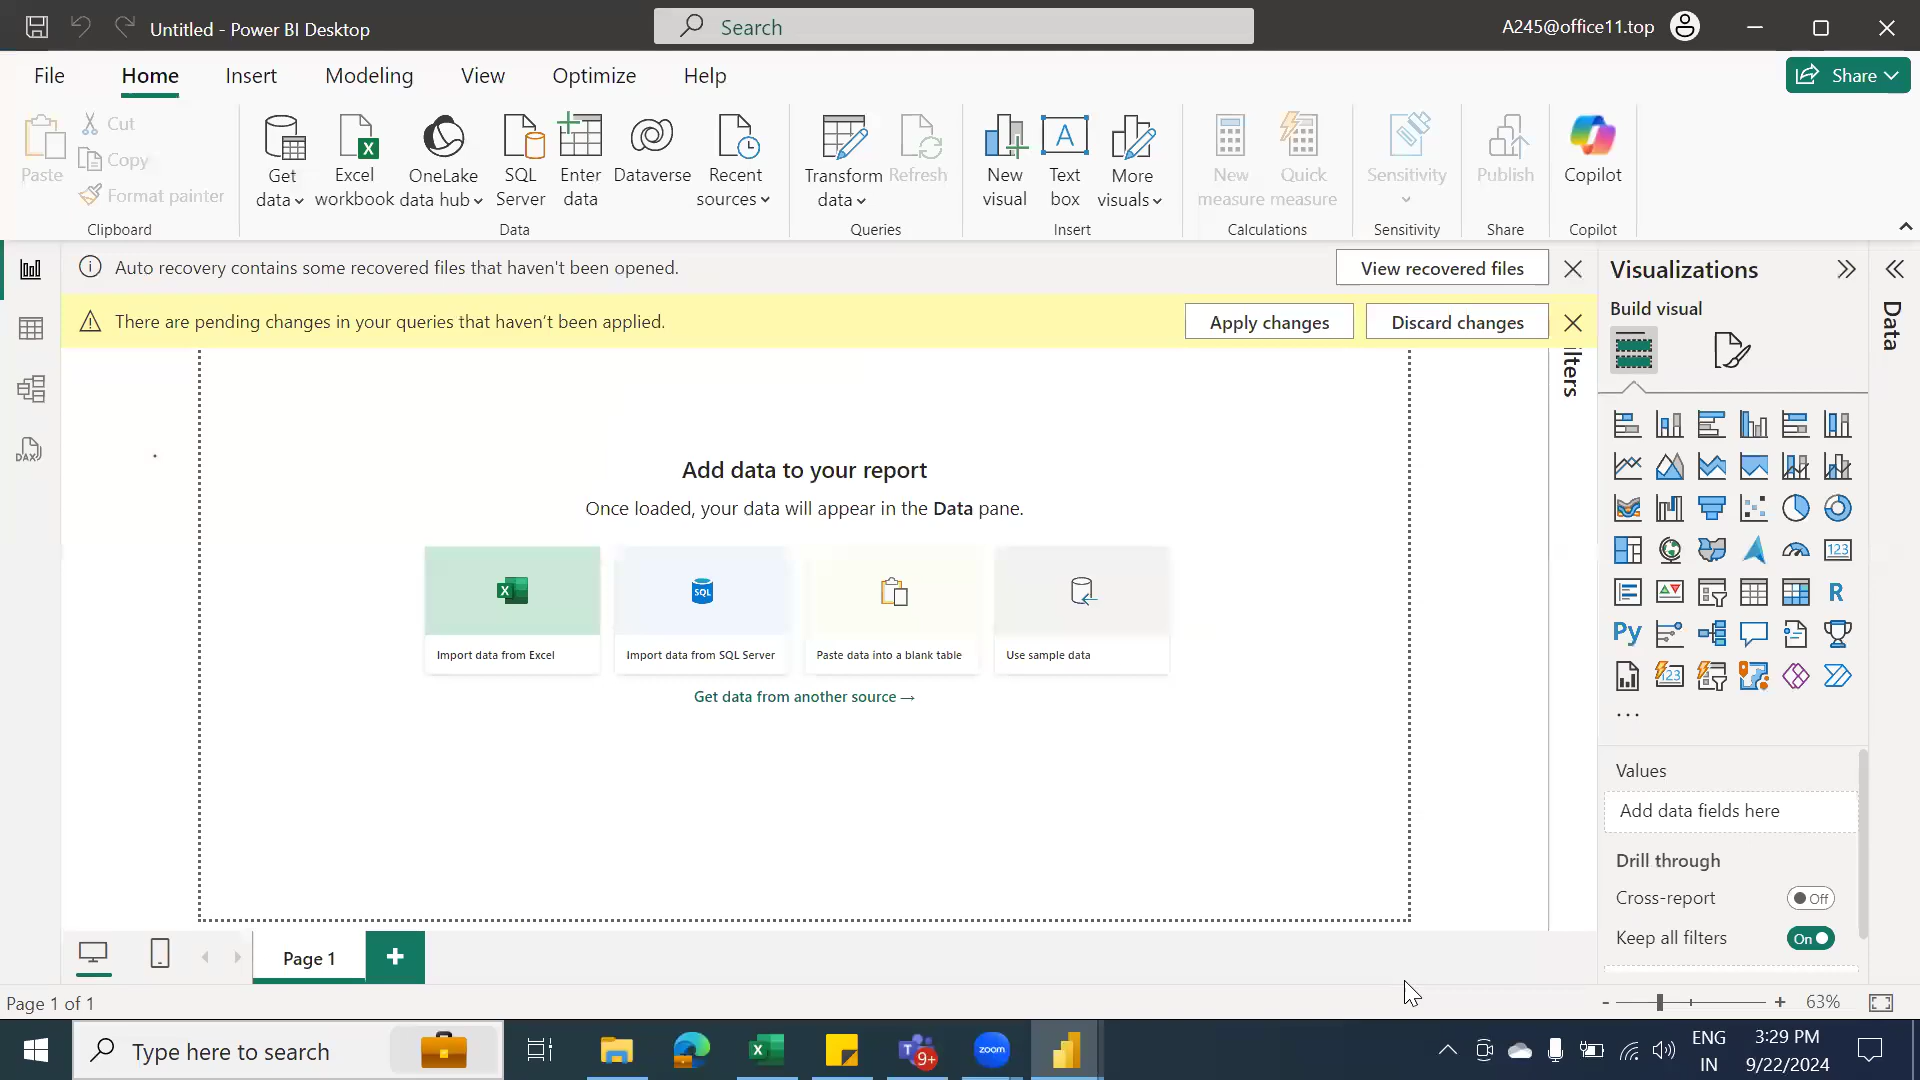 Untitled - Power BI Desktop
Search
A245@office11.top
File
Home
Insert
Modeling
View
Optimize
Help
Share
Paste
Cut
Copy
Format painter
Clipboard
Get
data
Excel
workbook
OneLake
data hub
SQL
Server
Enter
data
Dataverse
Recent
sources
Data
Transform
data
Refresh
Queries
New
visual
Text
box
More
visuals
Insert
New
measure
Quick
measure
Calculations
Sensitivity
Sensitivity
Publish
Share
Copilot
Copilot
Auto recovery contains some recovered files that haven't been opened.
View recovered files
There are pending changes in your queries that haven't been applied.
Apply changes
Discard changes
Add data to your report
Once loaded, your data will appear in the Data pane.
SQL
Import data from Excel
Import data from SQL Server
Paste data into a blank table
Use sample data
Get data from another source →
lters
Visualizations
Build visual
123
R
Py
123
...
Values
Add data fields here
Drill through
Cross-report
Off
Keep all filters
On
Data
DAX
Page 1
+
Page 1 of 1
- + 63%
Type here to search
9+
zoom
ENG
IN
3:29 PM
9/22/2024